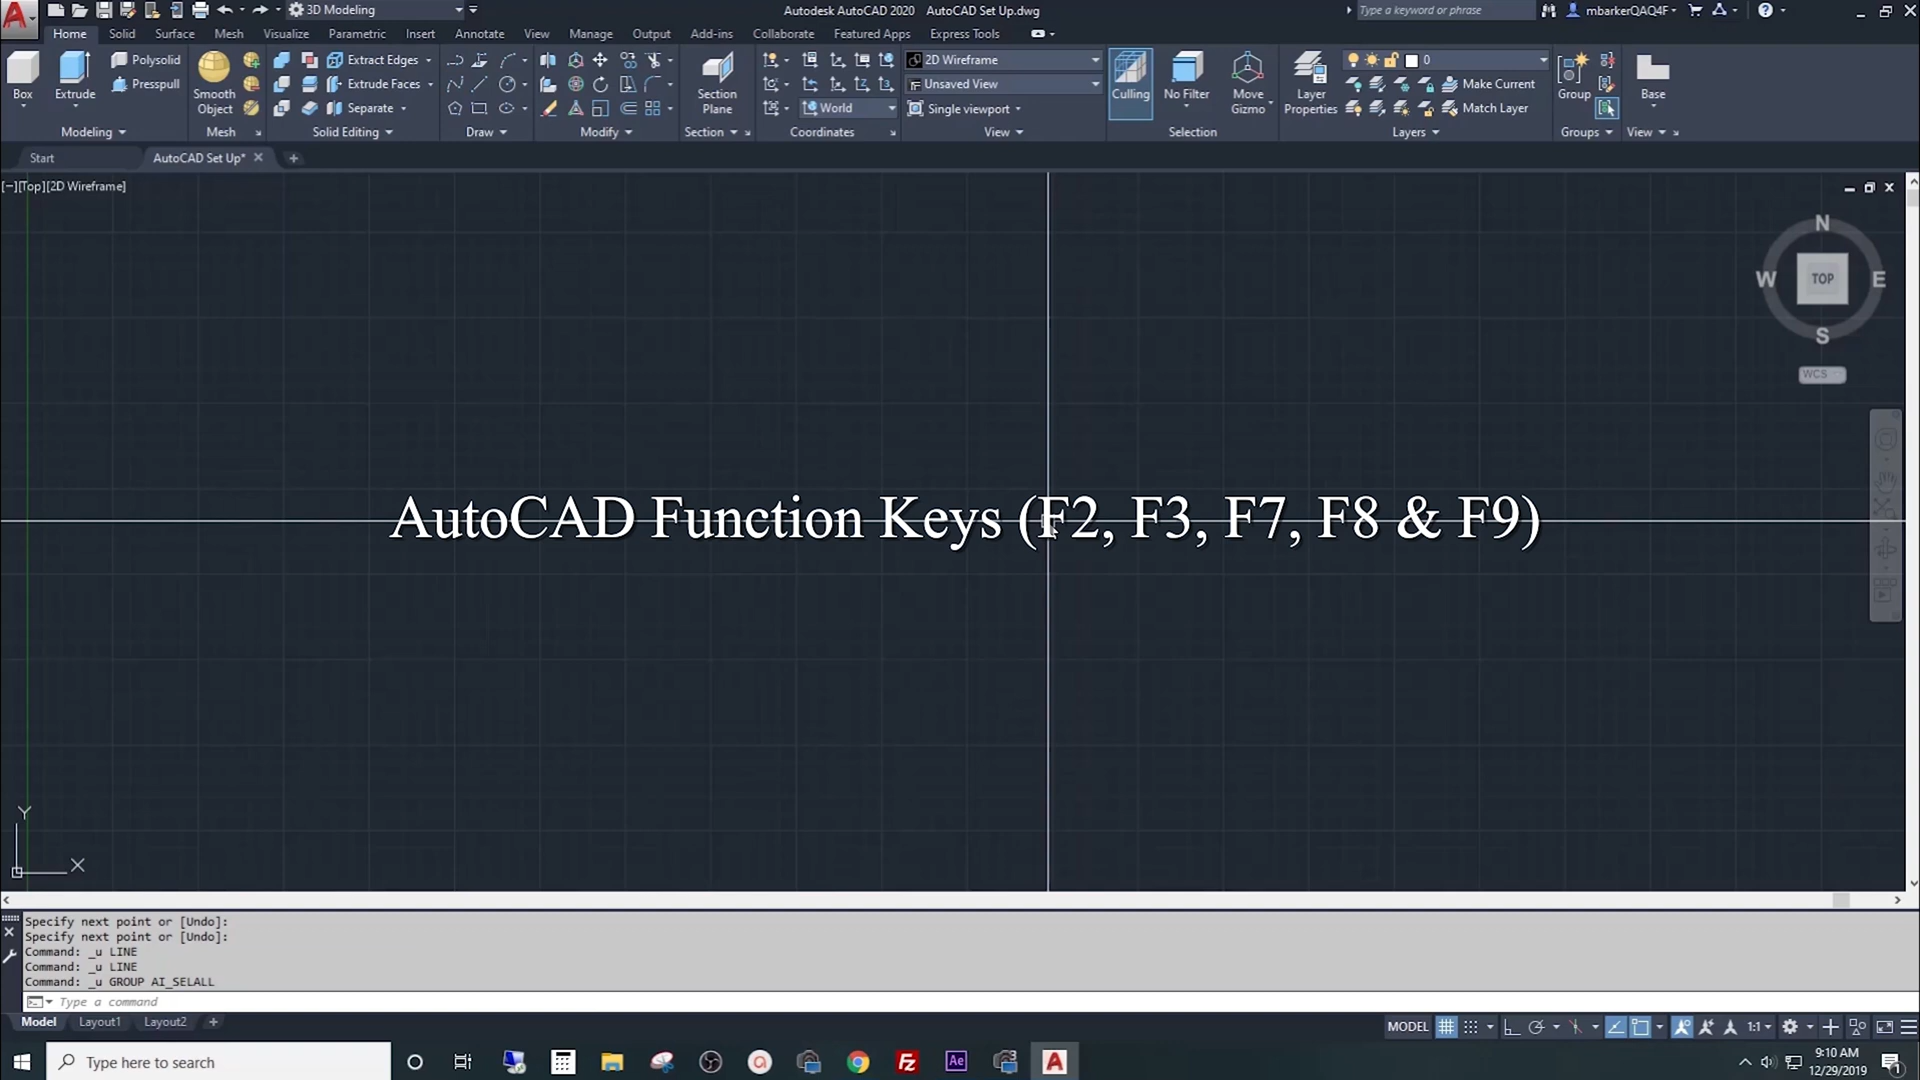 3D Modeling
Autodesk AutoCAD 2020 AutoCAD Set Up.dwg
Type a keyword or phrase
mbarkerQAQ4F
Home Solid Surface Mesh Visualize Parametric Insert Annotate View Manage Output Add-ins Collaborate Featured Apps Express Tools
Box
Extrude
Polysolid
Presspull
Modeling
Smooth
Object
Mesh
Extract Edges
Extrude Faces
Separate
Solid Editing
Draw
Modify
Section
Plane
Section
World
Coordinates
2D Wireframe
Unsaved View
Single viewport
View
Culling
No Filter
Move
Gizmo
Selection
Layer
Properties
0
Make Current
Match Layer
Layers
Group
Groups
Base
View
Start
AutoCAD Set Up*
[−][Top][2D Wireframe]
N
W TOP E
S
WCS
AutoCAD Function Keys (F2, F3, F7, F8 & F9)
Y
X
Specify next point or [Undo]:
Specify next point or [Undo]:
Command: _u LINE
Command: _u LINE
Command: _u GROUP AI_SELALL
Type a command
Model Layout1 Layout2
MODEL
1:1
Type here to search
Ae
9:10 AM
12/29/2019